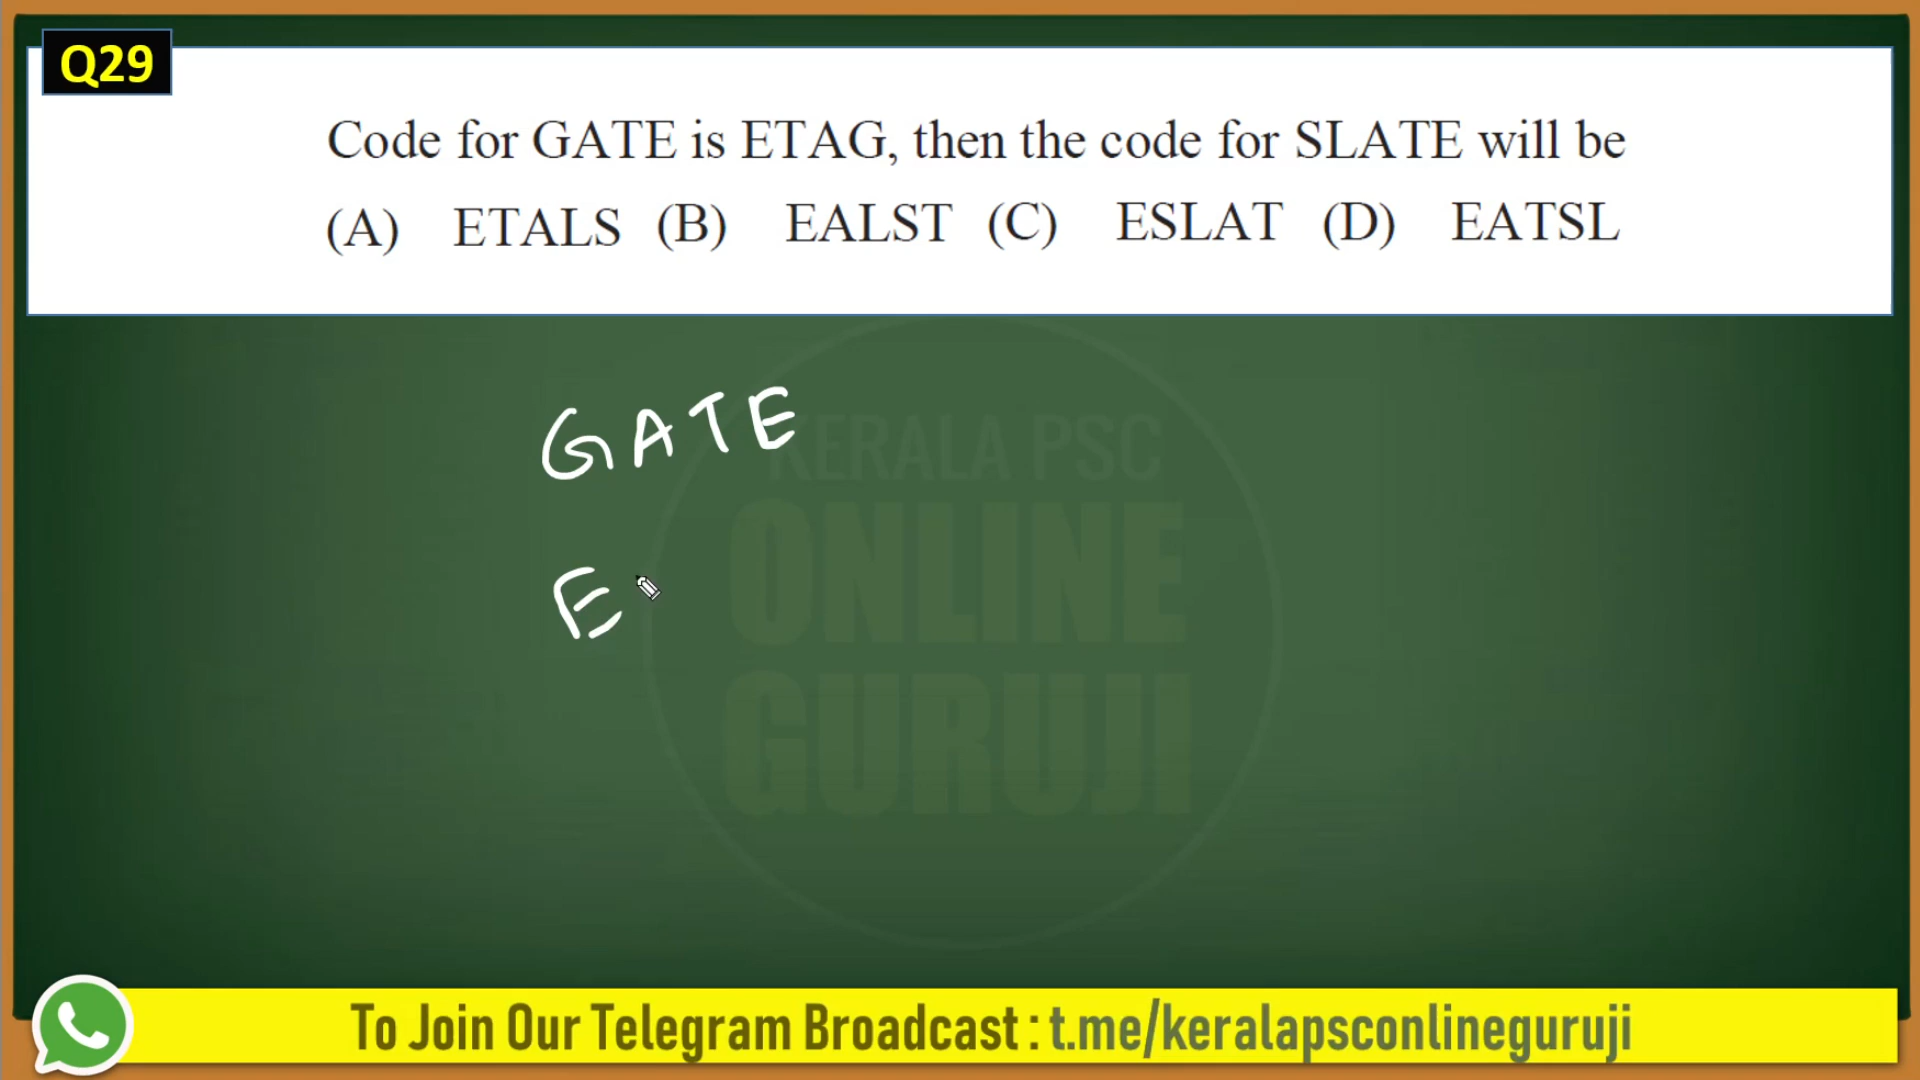 Q29
Code for GATE is ETAG, then the code for SLATE will be
(A) ETALS (B) EALST (C) ESLAT (D) EATSL
GATE
KERALA PSC
E
ONLINE
GURUJI
To Join Our Telegram Broadcast : t.me/keralapsconlineguruji